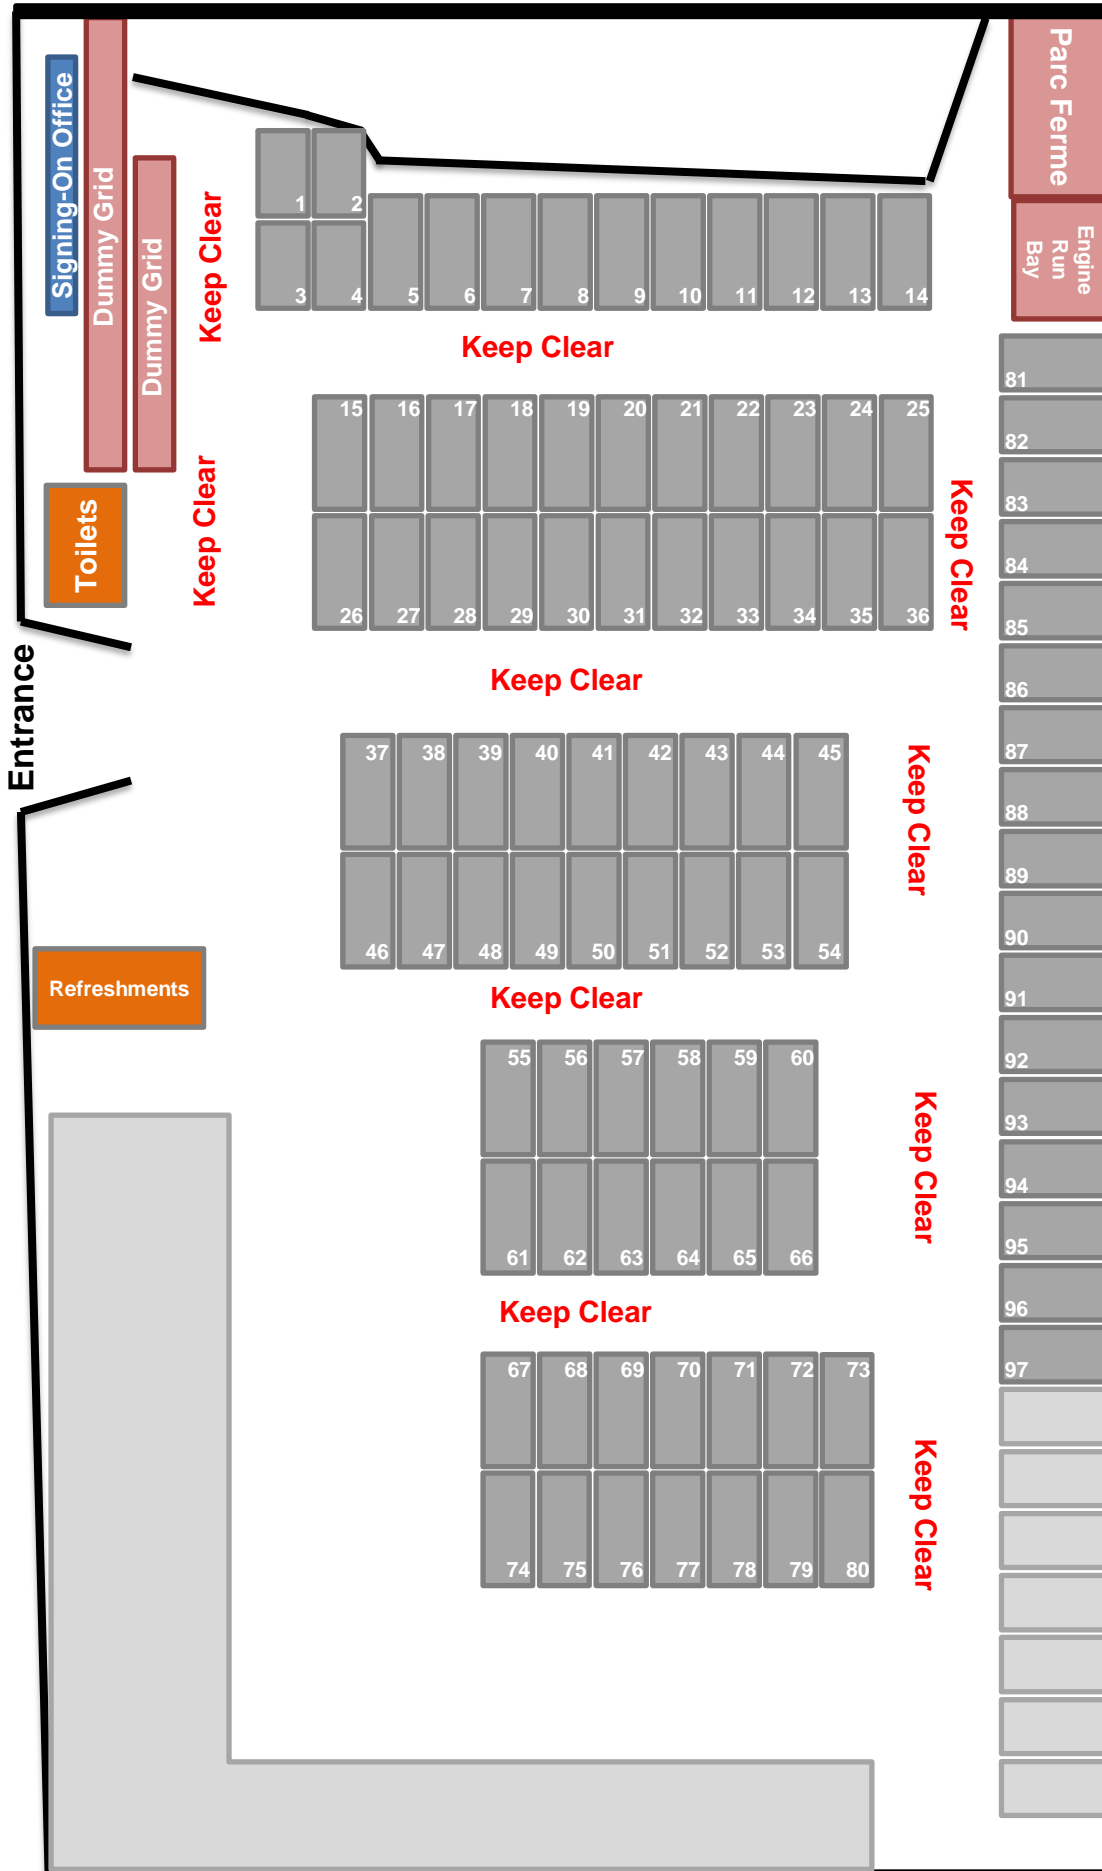 Signing-On Office
Dummy Grid
Dummy Grid
Parc Ferme
Engine
Run
Bay
Keep Clear
1 2
3 4 5 6 7 8 9 10 11 12 13 14
Keep Clear
81
15 16 17 18 19 20 21 22 23 24 25
82
Keep Clear
Keep Clear
83
Toilets
84
26 27 28 29 30 31 32 33 34 35 36
85
Entrance
Keep Clear
86
37 38 39 40 41 42 43 44 45
87
Keep Clear
88
89
46 47 48 49 50 51 52 53 54
90
Refreshments
Keep Clear
91
55 56 57 58 59 60
92
Keep Clear
93
94
61 62 63 64 65 66
95
Keep Clear
96
67 68 69 70 71 72 73
97
Keep Clear
74 75 76 77 78 79 80